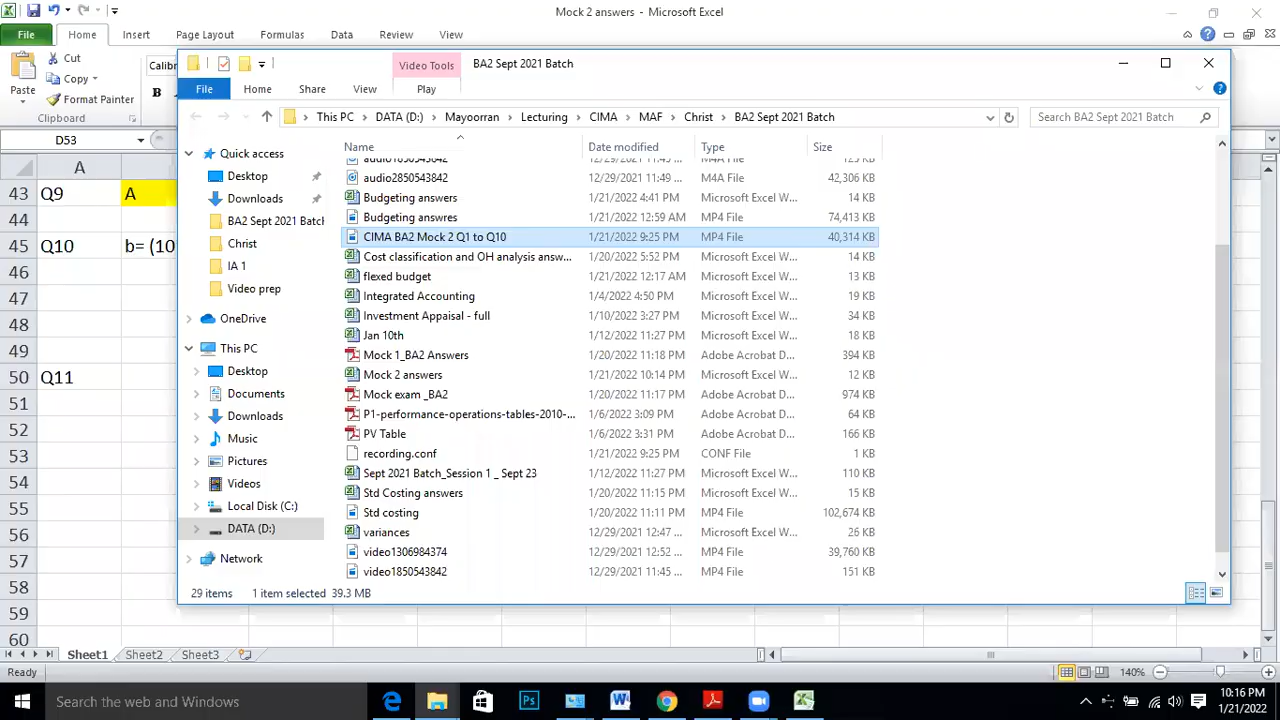 Mock 2 answers - Microsoft Excel
File Home Insert Page Layout Formulas Data Review View
Cut
Copy
Format Painter
Paste
Clipboard
Calibr
B
D53
A
43 Q9 A
44
45 Q10 b= (10
46
47
48
49
50 Q11
51
52
53
54
55
56
57
58
59
60
Video Tools BA2 Sept 2021 Batch
File Home Share View Play
This PC DATA (D:) Mayoorran Lecturing CIMA MAF Christ BA2 Sept 2021 Batch
Search BA2 Sept 2021 Batch
Quick access
Desktop
Downloads
BA2 Sept 2021 Batch
Christ
IA 1
Video prep
OneDrive
This PC
Desktop
Documents
Downloads
Music
Pictures
Videos
Local Disk (C:)
DATA (D:)
Network
Name Date modified Type Size
audio1850543842 12/29/2021 11:45 ... M4A File 125 KB
audio2850543842 12/29/2021 11:49 ... M4A File 42,306 KB
Budgeting answers 1/21/2022 4:41 PM Microsoft Excel W... 18 KB
Budgeting answres 1/21/2022 12:59 AM MP4 File 74,413 KB
CIMA BA2 Mock 2 Q1 to Q10 1/21/2022 9:25 PM MP4 File 40,314 KB
Cost classification and OH analysis answ... 1/20/2022 5:52 PM Microsoft Excel W... 14 KB
flexed budget 1/21/2022 12:17 AM Microsoft Excel W... 13 KB
Integrated Accounting 1/4/2022 4:50 PM Microsoft Excel W... 19 KB
Investment Appraisal - full 1/10/2022 3:27 PM Microsoft Excel W... 34 KB
Jan 10th 1/12/2022 11:27 PM Microsoft Excel W... 18 KB
Mock 1_BA2 Answers 1/20/2022 11:18 PM Adobe Acrobat D... 394 KB
Mock 2 answers 1/21/2022 10:14 PM Microsoft Excel W... 12 KB
Mock exam _BA2 1/20/2022 11:17 PM Adobe Acrobat D... 974 KB
P1-performance-operations-tables-2010-... 1/6/2022 3:09 PM Adobe Acrobat D... 64 KB
PV Table 1/6/2022 3:31 PM Adobe Acrobat D... 166 KB
recording.conf 1/21/2022 9:25 PM CONF File 1 KB
Sept 2021 Batch_Session 1 _ Sept 23 1/12/2022 11:27 PM Microsoft Excel W... 110 KB
Std Costing answers 1/20/2022 11:15 PM Microsoft Excel W... 15 KB
Std costing 1/20/2022 11:11 PM MP4 File 102,674 KB
variances 12/29/2021 12:47 ... Microsoft Excel W... 26 KB
video1306984374 12/29/2021 12:52 ... MP4 File 39,760 KB
video1850543842 12/29/2021 11:45 ... MP4 File 151 KB
29 items 1 item selected 39.3 MB
Sheet1 Sheet2 Sheet3
Ready 140%
Search the web and Windows
10:16 PM
1/21/2022